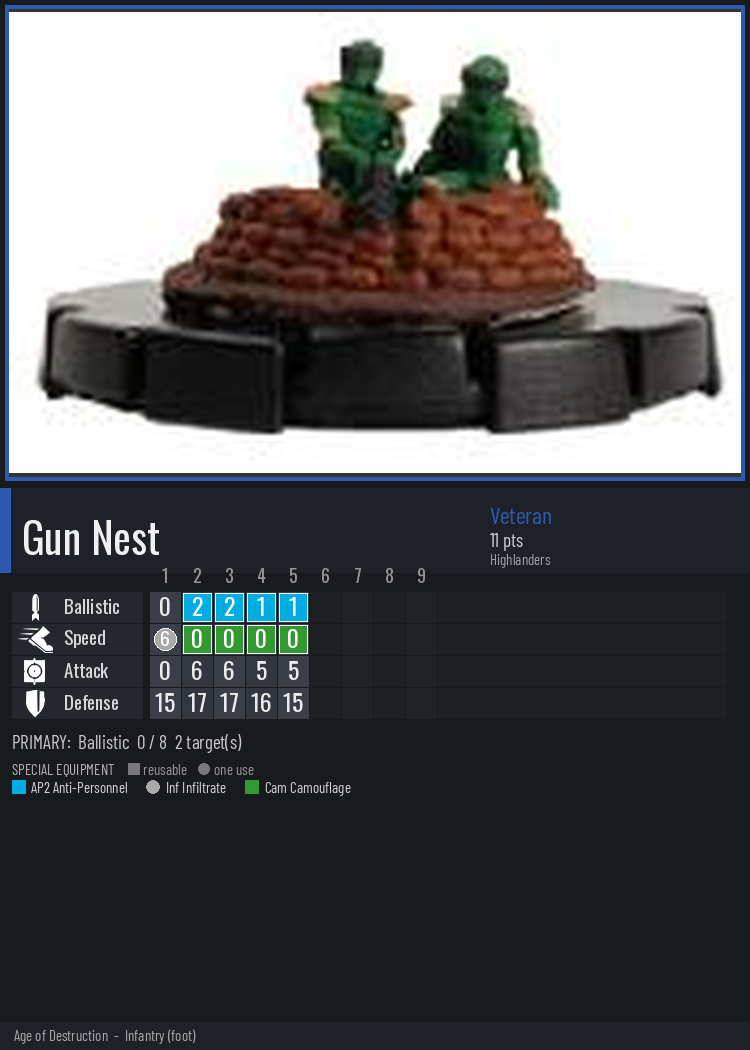 Gun Nest
Veteran
11 pts
Highlanders
1 2 3 4 5 6 7 8 9
Ballistic 0 2 2 1 1
Speed 6 0 0 0 0
Attack 0 6 6 5 5
Defense 15 17 17 16 15
PRIMARY: Ballistic 0 / 8 2 target(s)
SPECIAL EQUIPMENT reusable one use
AP2 Anti-Personnel Inf Infiltrate Cam Camouflage
Age of Destruction - Infantry (foot)